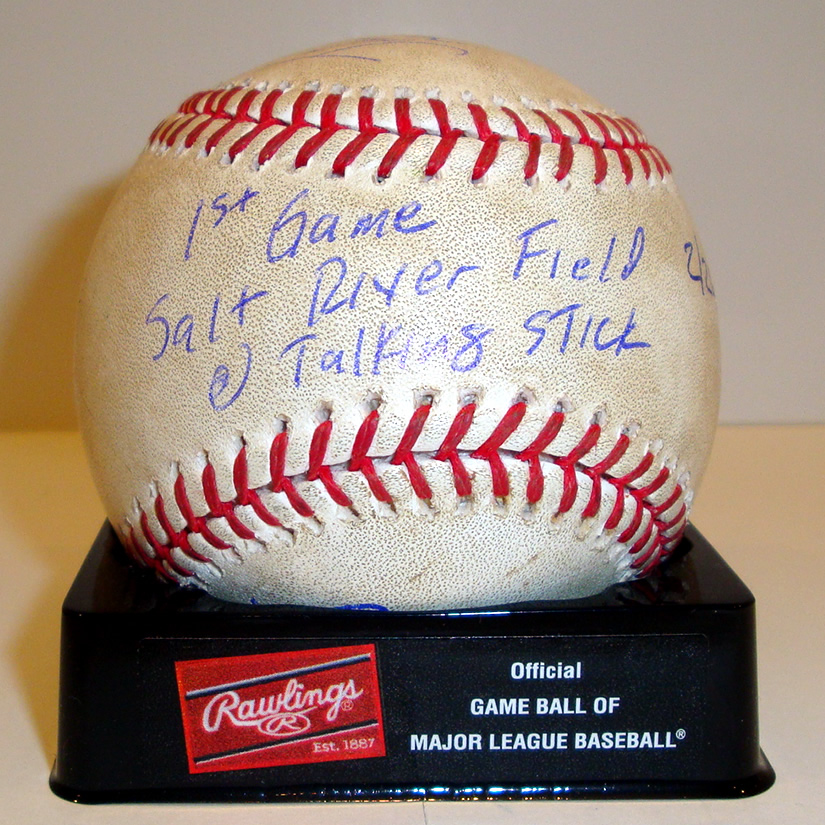 1st Game
Salt River Field
@ Talking STICK
Rawlings®
R
Est. 1887
Official
GAME BALL OF
MAJOR LEAGUE BASEBALL®